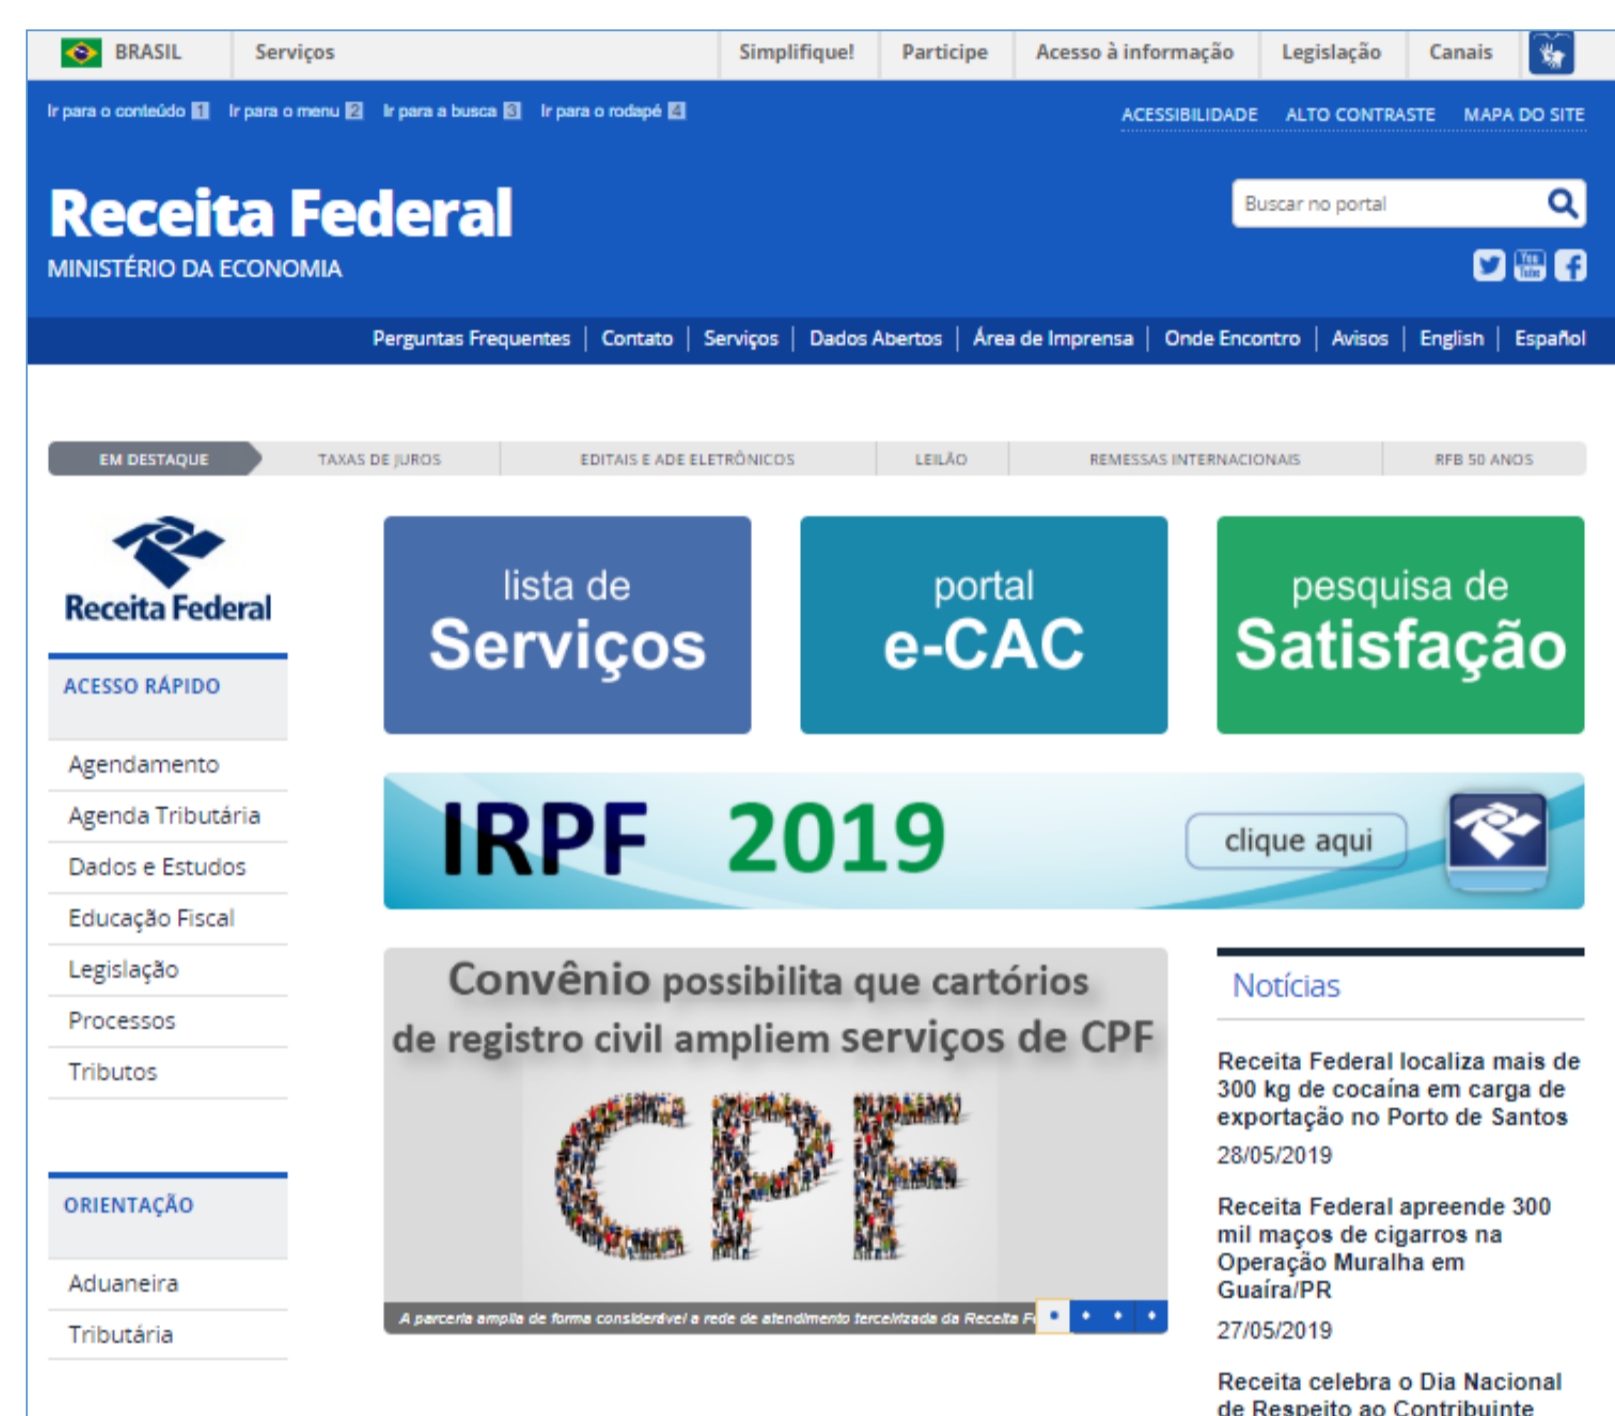 BRASIL Serviços Simplifique! Participe Acesso à informação Legislação Canais
Ir para o conteúdo 1 Ir para o menu 2 Ir para a busca 3 Ir para o rodapé 4
ACESSIBILIDADE ALTO CONTRASTE MAPA DO SITE
Receita Federal
Buscar no portal
MINISTÉRIO DA ECONOMIA
You Tube
Perguntas Frequentes | Contato | Serviços | Dados Abertos | Área de Imprensa | Onde Encontro | Avisos | English | Español
EM DESTAQUE TAXAS DE JUROS EDITAIS E ADE ELETRÔNICOS LEILÃO REMESSAS INTERNACIONAIS RFB 50 ANOS
Receita Federal
ACESSO RÁPIDO
Agendamento
Agenda Tributária
Dados e Estudos
Educação Fiscal
Legislação
Processos
Tributos
ORIENTAÇÃO
Aduaneira
Tributária
lista de
Serviços
portal
e-CAC
pesquisa de
Satisfação
IRPF 2019 clique aqui
Convênio possibilita que cartórios
de registro civil ampliem serviços de CPF
CPF
A parceria amplia de forma considerável a rede de atendimento terceirizada da Receita
Notícias
Receita Federal localiza mais de
300 kg de cocaína em carga de
exportação no Porto de Santos
28/05/2019
Receita Federal apreende 300
mil maços de cigarros na
Operação Muralha em
Guaíra/PR
27/05/2019
Receita celebra o Dia Nacional
de Respeito ao Contribuinte